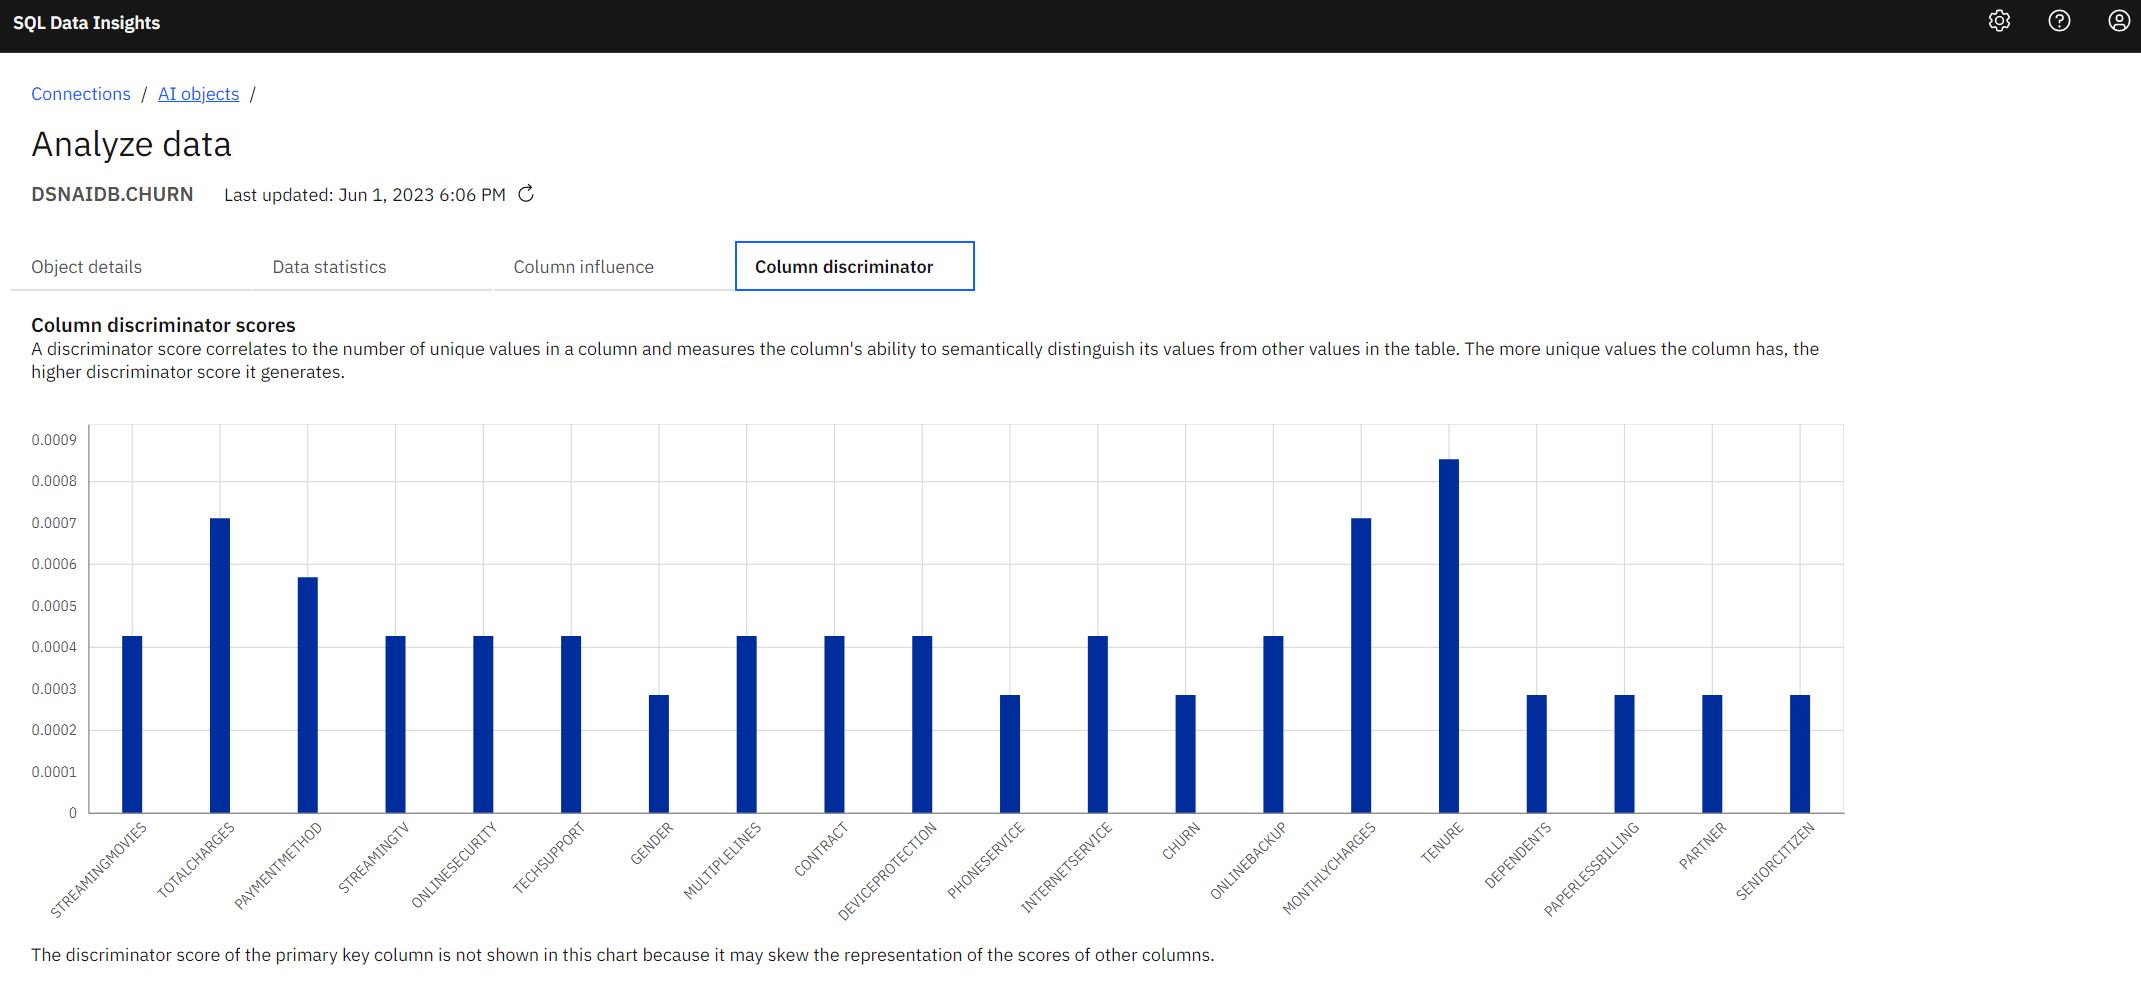 SQL Data Insights
Connections / AI objects /
Analyze data
DSNAIDB.CHURN Last updated: Jun 1, 2023 6:06 PM
Object details Data statistics Column influence Column discriminator
Column discriminator scores
A discriminator score correlates to the number of unique values in a column and measures the column's ability to semantically distinguish its values from other values in the table. The more unique values the column has, the
higher discriminator score it generates.
0.0009
0.0008
0.0007
0.0006
0.0005
0.0004
0.0003
0.0002
0.0001
0
STREAMINGMOVIES
TOTALCHARGES
PAYMENTMETHOD
STREAMINGTV
ONLINESECURITY
TECHSUPPORT
GENDER
MULTIPLELINES
CONTRACT
DEVICEPROTECTION
PHONESERVICE
INTERNETSERVICE
CHURN
ONLINEBACKUP
MONTHLYCHARGES
TENURE
DEPENDENTS
PAPERLESSBILLING
PARTNER
SENIORCITIZEN
The discriminator score of the primary key column is not shown in this chart because it may skew the representation of the scores of other columns.